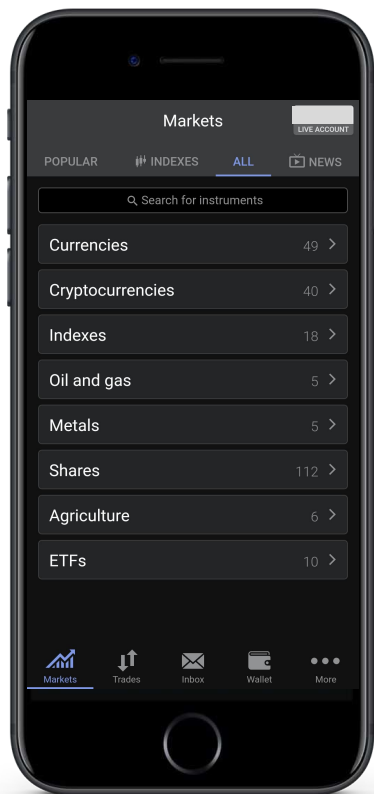 Markets
LIVE ACCOUNT
POPULAR INDEXES ALL NEWS
Search for instruments
Currencies 49
Cryptocurrencies 40
Indexes 18
Oil and gas 5
Metals 5
Shares 112
Agriculture 6
ETFs 10
Markets Trades Inbox Wallet More